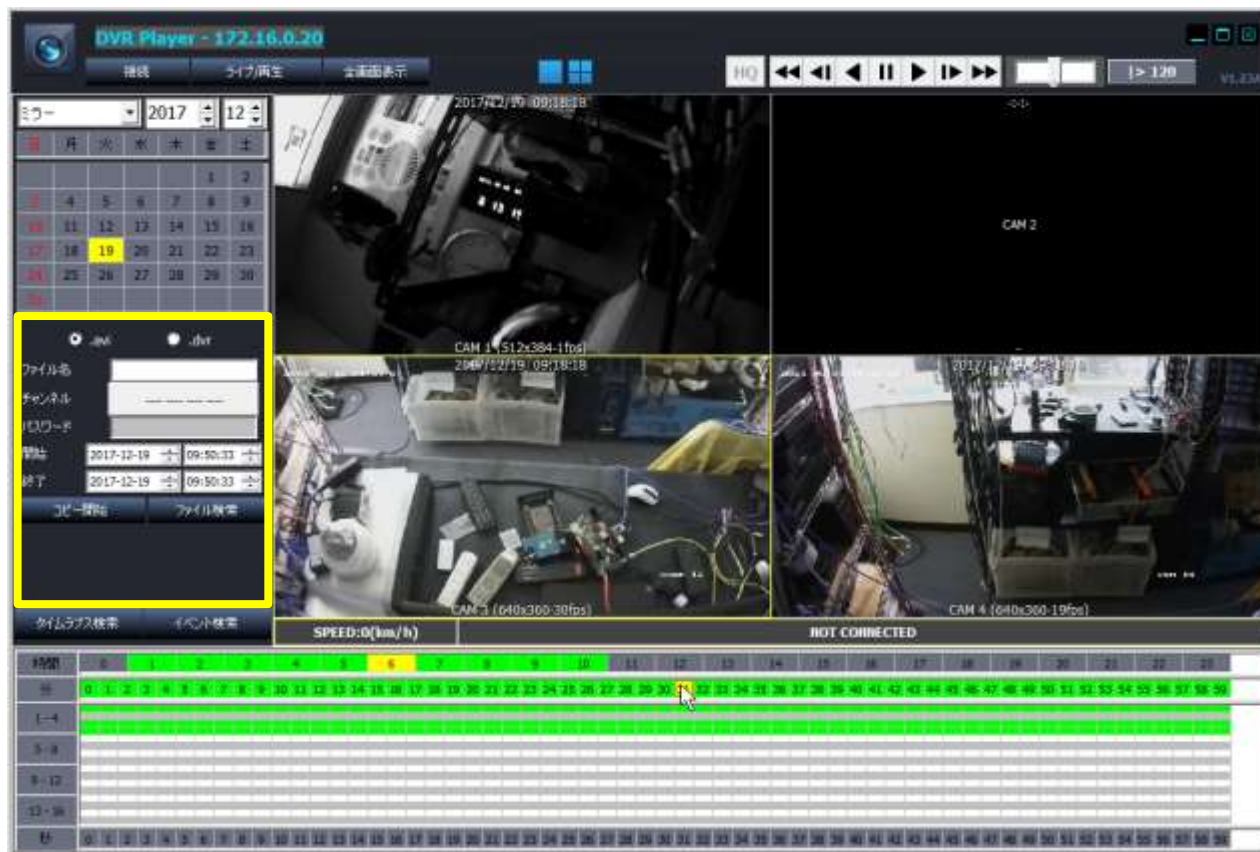 DVR Player - 172.16.0.20
接続 ライブ/再生 全画面表示
HQ |> 120
ミラー 2017 12
日 月 火 水 木 金 土
1 2
3 4 5 6 7 8 9
10 11 12 13 14 15 16
17 18 19 20 21 22 23
24 25 26 27 28 29 30
31
.avi .dvr
ファイル名
チャンネル --- --- --- ---
パスワード
開始 2017-12-19 09:50:33
終了 2017-12-19 09:50:33
コピー開始 ファイル検索
タイムラプス検索 イベント検索
2017/12/19 09:18:18
CAM 1 (512x384-1fps)
CAM 2
2017/12/19 09:18:18
CAM 3 (640x360-30fps)
CAM 4 (640x360-19fps)
SPEED:0(km/h) NOT CONNECTED
時間 0 1 2 3 4 5 6 7 8 9 10 11 12 13 14 15 16 17 18 19 20 21 22 23
分 0 1 2 3 4 5 6 7 8 9 10 11 12 13 14 15 16 17 18 19 20 21 22 23 24 25 26 27 28 29 30 31 32 33 34 35 36 37 38 39 40 41 42 43 44 45 46 47 48 49 50 51 52 53 54 55 56 57 58 59
1-4
5-8
9-12
13-16
秒 0 1 2 3 4 5 6 7 8 9 10 11 12 13 14 15 16 17 18 19 20 21 22 23 24 25 26 27 28 29 30 31 32 33 34 35 36 37 38 39 40 41 42 43 44 45 46 47 48 49 50 51 52 53 54 55 56 57 58 59